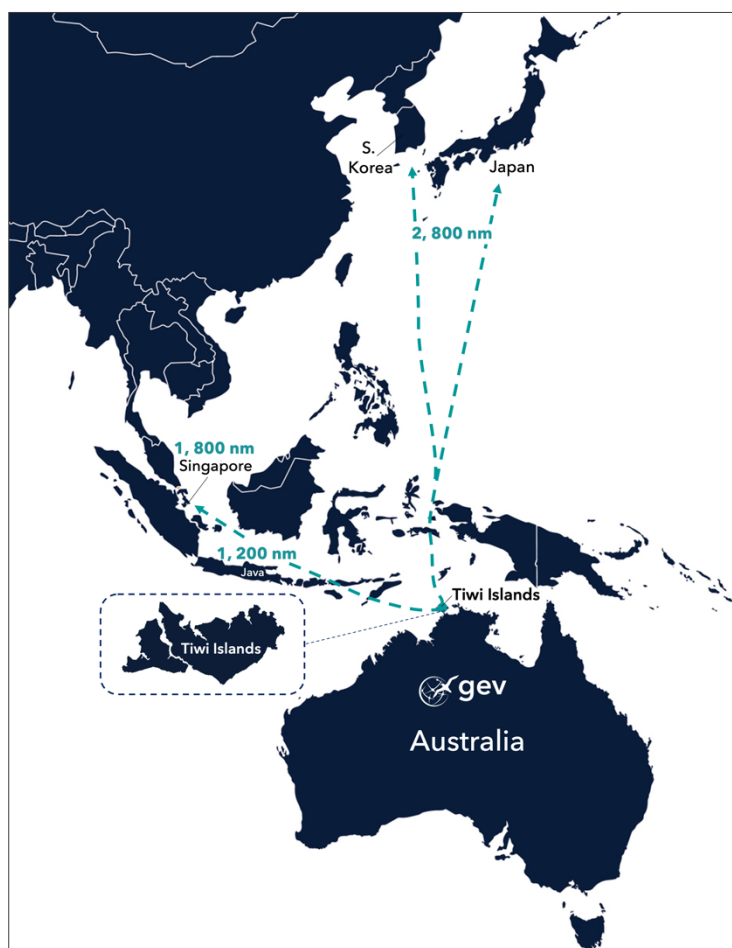 S.
Korea
Japan
2, 800 nm
1, 800 nm
Singapore
1, 200 nm
Java
Tiwi Islands
Tiwi Islands
gev
Australia